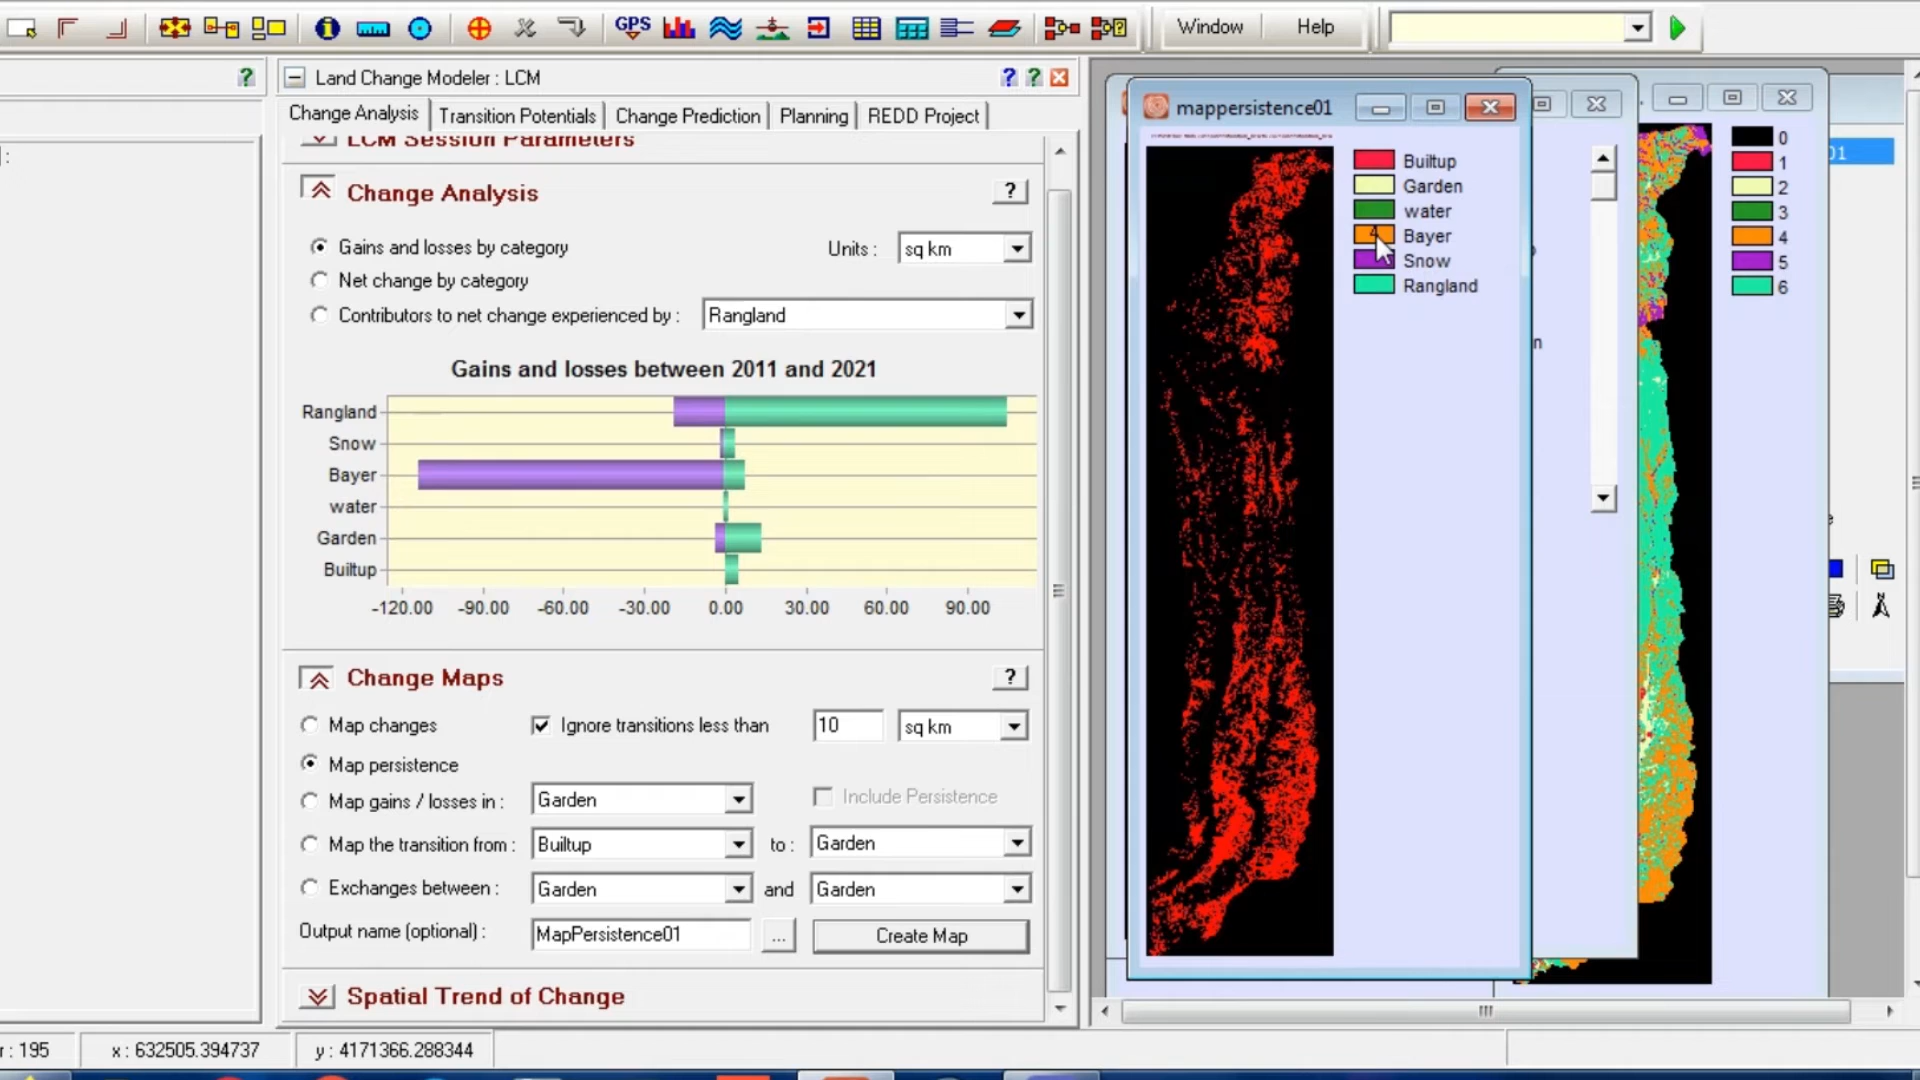 GPS
Window
Help
Land Change Modeler : LCM
? ? ?
Change Analysis
Transition Potentials
Change Prediction
Planning
REDD Project
LCM Session Parameters
Change Analysis
?
Gains and losses by category
Units :
sq km
Net change by category
Contributors to net change experienced by :
Rangland
Gains and losses between 2011 and 2021
Rangland
Snow
Bayer
water
Garden
Builtup
-120.00 -90.00 -60.00 -30.00 0.00 30.00 60.00 90.00
Change Maps
?
Map changes
Ignore transitions less than
10
sq km
Map persistence
Map gains / losses in :
Garden
Include Persistence
Map the transition from :
Builtup
to :
Garden
Exchanges between :
Garden
and
Garden
Output name (optional) :
MapPersistence01
...
Create Map
Spatial Trend of Change
mappersistence01
Builtup
Garden
water
4
Bayer
Snow
Rangland
n
0
1
2
3
4
5
6
01
r : 195
x : 632505.394737
y : 4171366.288344